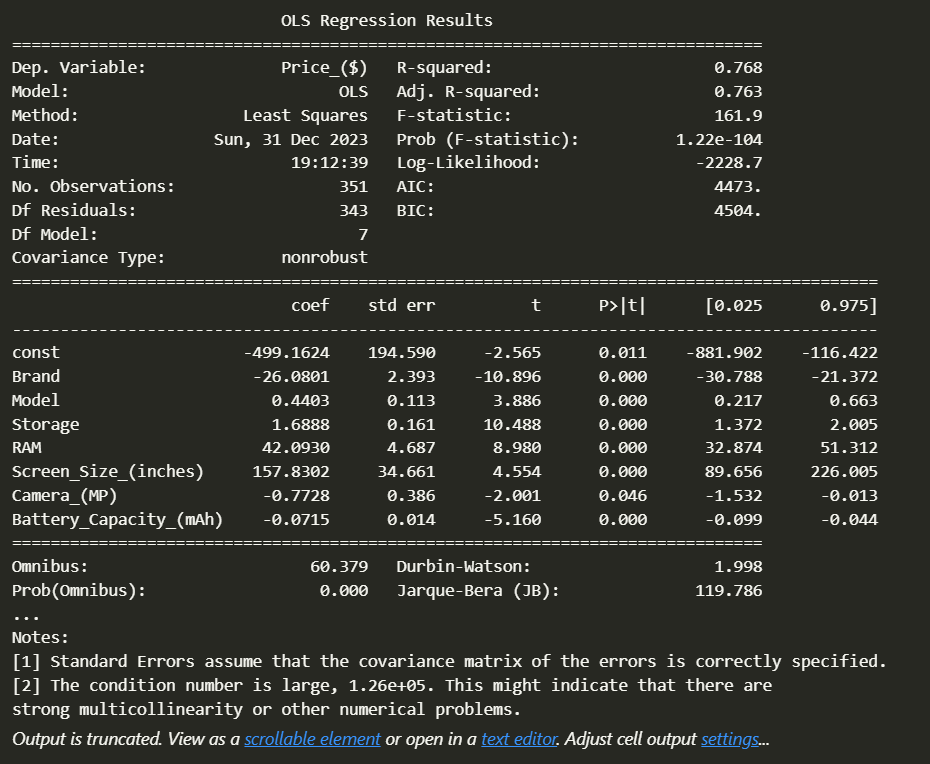 OLS Regression Results
==============================================================================
Dep. Variable:              Price_($)   R-squared:                       0.768
Model:                            OLS   Adj. R-squared:                  0.763
Method:                 Least Squares   F-statistic:                     161.9
Date:                Sun, 31 Dec 2023   Prob (F-statistic):          1.22e-104
Time:                        19:12:39   Log-Likelihood:                -2228.7
No. Observations:                 351   AIC:                             4473.
Df Residuals:                     343   BIC:                             4504.
Df Model:                           7
Covariance Type:            nonrobust
==========================================================================================
                             coef    std err          t      P>|t|      [0.025      0.975]
------------------------------------------------------------------------------------------
const                   -499.1624    194.590     -2.565      0.011    -881.902    -116.422
Brand                    -26.0801      2.393    -10.896      0.000     -30.788     -21.372
Model                      0.4403      0.113      3.886      0.000       0.217       0.663
Storage                    1.6888      0.161     10.488      0.000       1.372       2.005
RAM                       42.0930      4.687      8.980      0.000      32.874      51.312
Screen_Size_(inches)     157.8302     34.661      4.554      0.000      89.656     226.005
Camera_(MP)               -0.7728      0.386     -2.001      0.046      -1.532      -0.013
Battery_Capacity_(mAh)    -0.0715      0.014     -5.160      0.000      -0.099      -0.044
==============================================================================
Omnibus:                       60.379   Durbin-Watson:                   1.998
Prob(Omnibus):                  0.000   Jarque-Bera (JB):              119.786
...
Notes:
[1] Standard Errors assume that the covariance matrix of the errors is correctly specified.
[2] The condition number is large, 1.26e+05. This might indicate that there are
strong multicollinearity or other numerical problems.
Output is truncated. View as a scrollable element or open in a text editor. Adjust cell output settings...